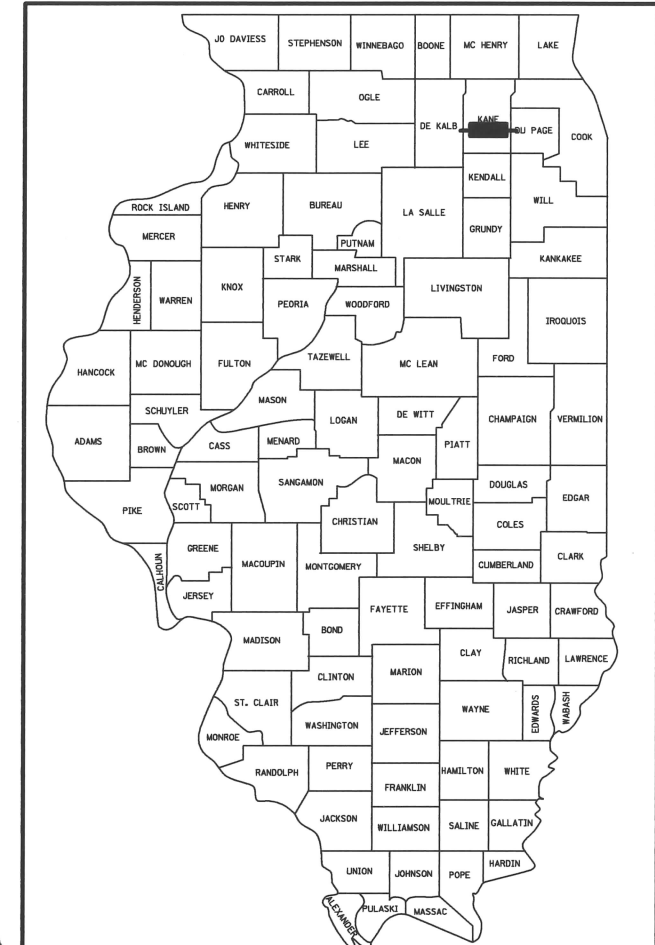 JO DAVIESS
STEPHENSON
WINNEBAGO
BOONE
MC HENRY
LAKE
CARROLL
OGLE
DE KALB
KANE
DU PAGE
COOK
WHITESIDE
LEE
KENDALL
WILL
ROCK ISLAND
HENRY
BUREAU
LA SALLE
GRUNDY
MERCER
PUTNAM
KANKAKEE
STARK
MARSHALL
HENDERSON
WARREN
KNOX
PEORIA
WOODFORD
LIVINGSTON
IROQUOIS
HANCOCK
MC DONOUGH
FULTON
TAZEWELL
MC LEAN
FORD
SCHUYLER
MASON
LOGAN
DE WITT
CHAMPAIGN
VERMILION
ADAMS
BROWN
CASS
MENARD
MACON
PIATT
PIKE
SCOTT
MORGAN
SANGAMON
CHRISTIAN
MOULTRIE
DOUGLAS
EDGAR
COLES
CALHOUN
GREENE
MACOUPIN
MONTGOMERY
SHELBY
CUMBERLAND
CLARK
JERSEY
FAYETTE
EFFINGHAM
JASPER
CRAWFORD
MADISON
BOND
CLAY
RICHLAND
LAWRENCE
CLINTON
MARION
ST. CLAIR
WAYNE
EDWARDS
WABASH
MONROE
WASHINGTON
JEFFERSON
RANDOLPH
PERRY
HAMILTON
WHITE
FRANKLIN
JACKSON
WILLIAMSON
SALINE
GALLATIN
UNION
JOHNSON
POPE
HARDIN
ALEXANDER
PULASKI
MASSAC